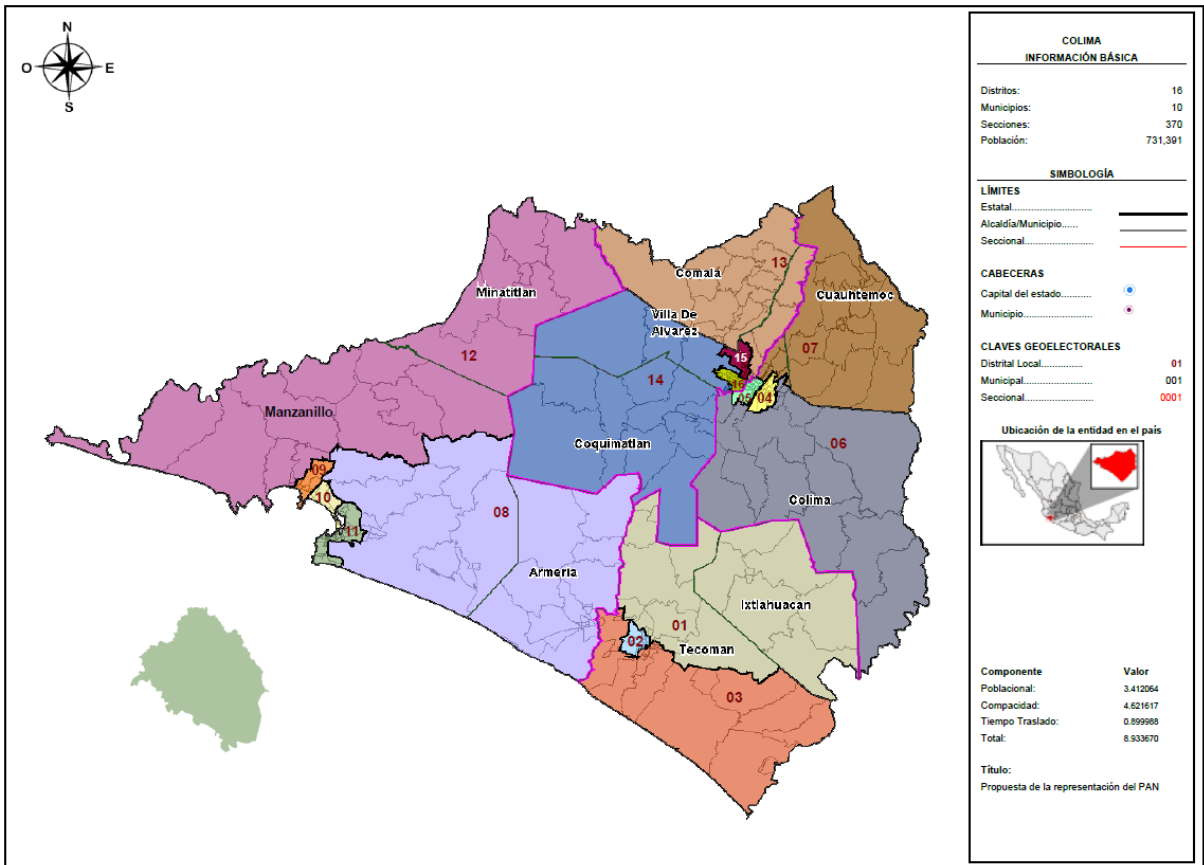 N
O
E
S
Minatitlan
Comala
13
Cuauhtemoc
Villa De
Alvarez
12
15
07
14
16
05
04
Manzanillo
Coquimatlan
06
09
10
Colima
08
11
Armeria
Ixtlahuacan
01
02
Tecoman
03
COLIMA
INFORMACIÓN BÁSICA
Distritos: 16
Municipios: 10
Secciones: 370
Población: 731,391
SIMBOLOGÍA
LÍMITES
Estatal..............................
Alcaldía/Municipio......
Seccional.........................
CABECERAS
Capital del estado...........
Municipio..........................
CLAVES GEOELECTORALES
Distrital Local.............. 01
Municipal..................... 001
Seccional......................... 0001
Ubicación de la entidad en el país
Componente Valor
Poblacional: 3.412064
Compacidad: 4.621617
Tiempo Traslado: 0.899988
Total: 8.933670
Título:
Propuesta de la representación del PAN